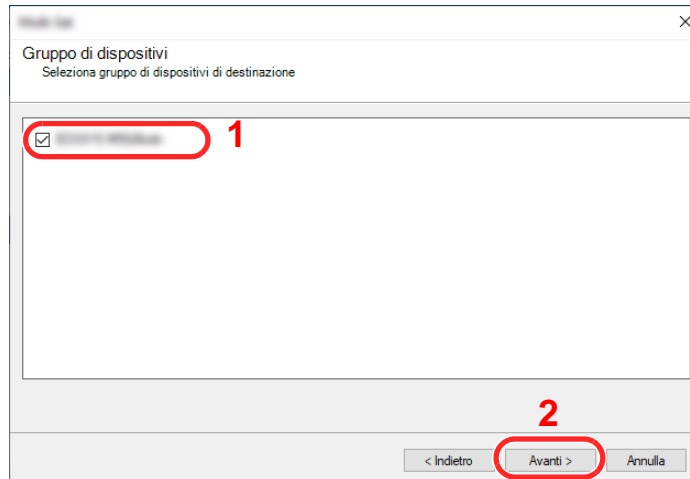 Gruppo di dispositivi
Seleziona gruppo di dispositivi di destinazione
1
2
< Indietro
Avanti >
Annulla